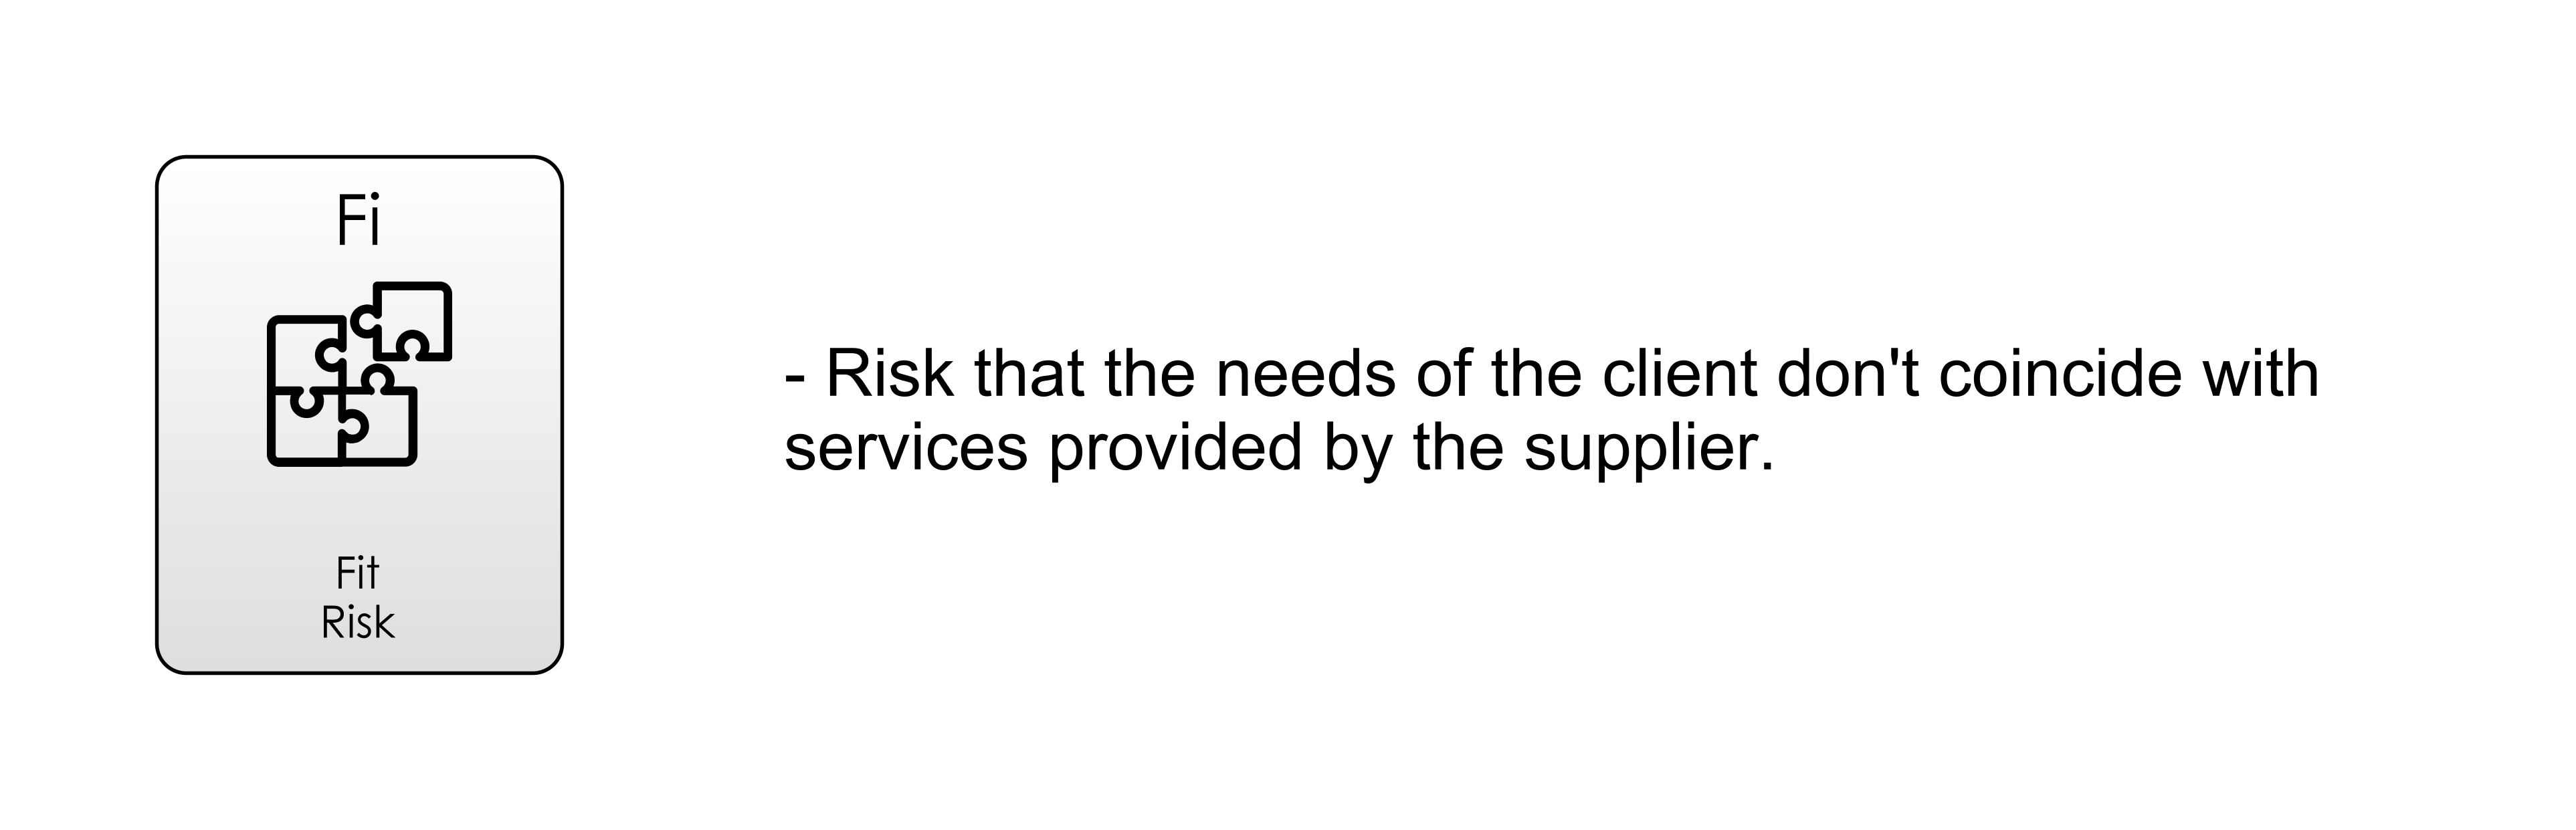 Fi
Fit
Risk
- Risk that the needs of the client don't coincide with
services provided by the supplier.